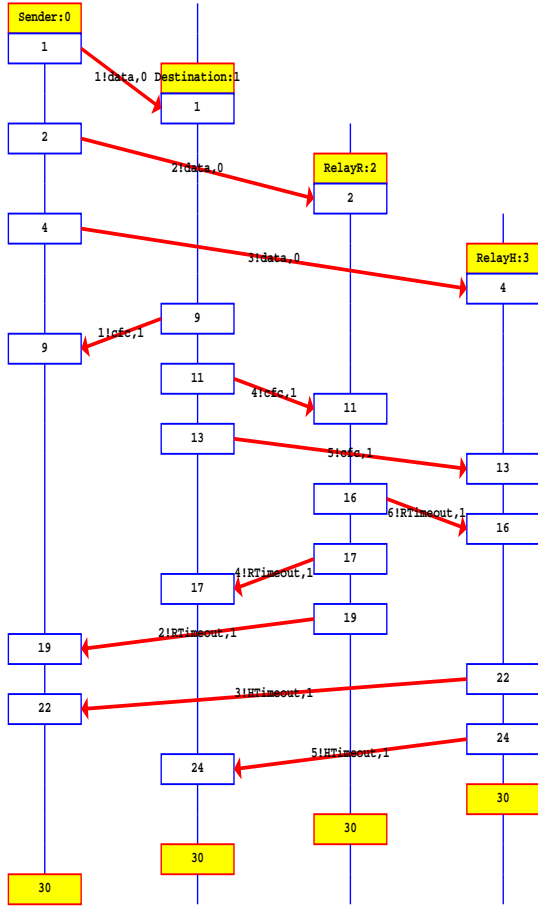 Sender:0
1
1!data,0
Destination:1
1
2
2!data,0
RelayR:2
2
4
3!data,0
RelayH:3
4
9
1!cfc,1
9
11
4!cfc,1
11
13
5!cfc,1
13
16
6!RTimeout,1
16
17
4!RTimeout,1
17
19
2!RTimeout,1
19
22
3!HTimeout,1
22
24
5!HTimeout,1
24
30
30
30
30